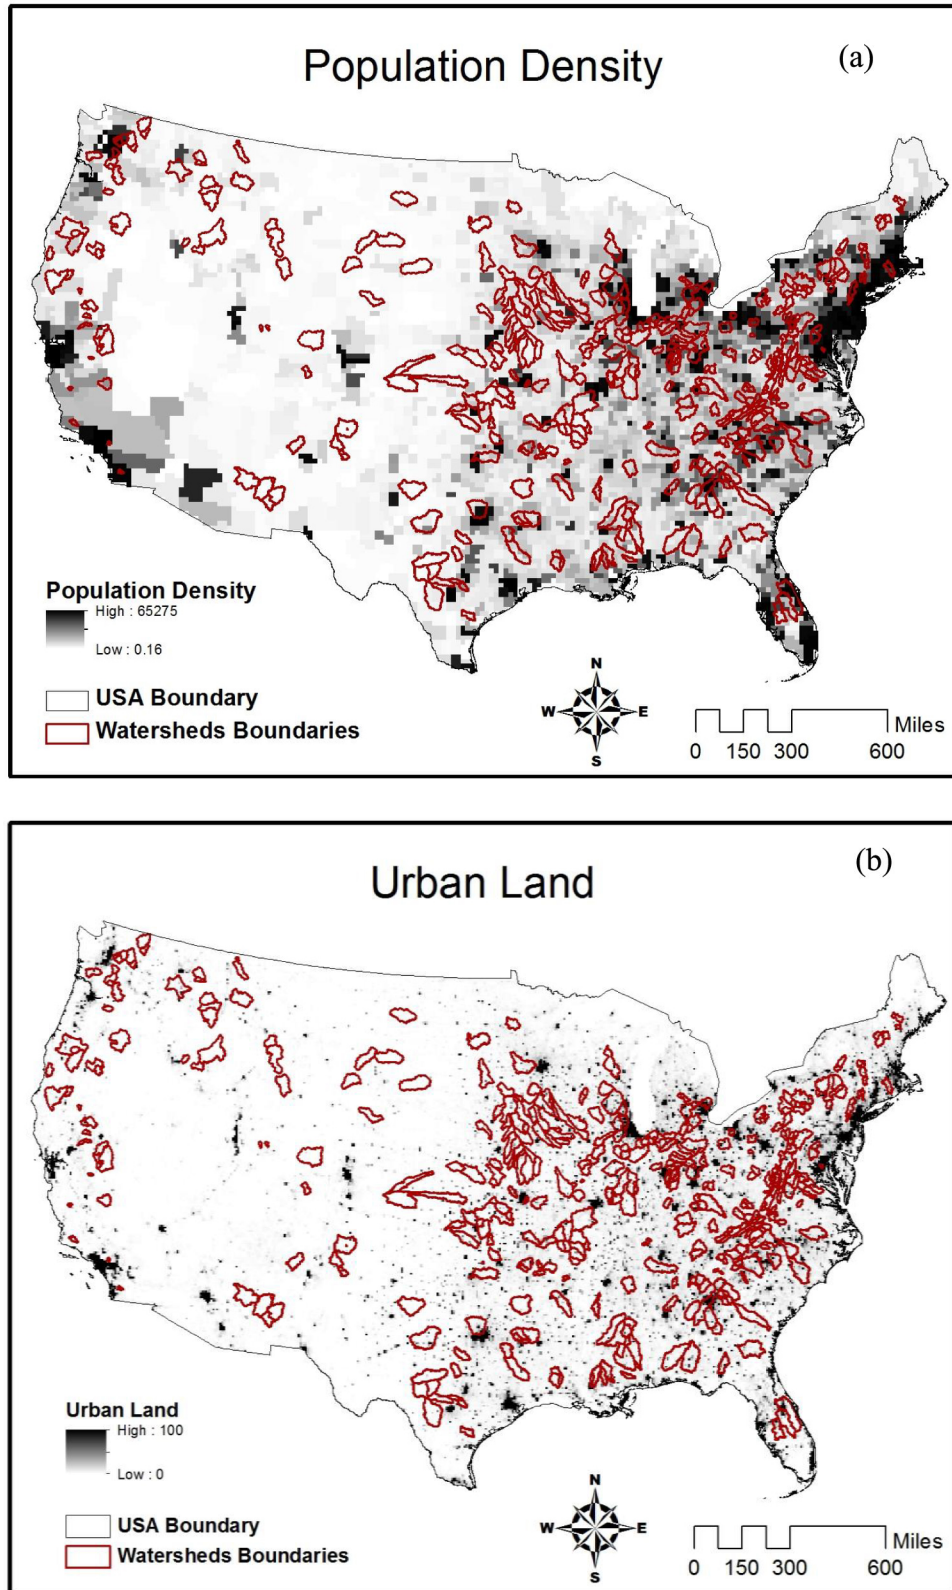 (a)
Population Density
Population Density
High : 65275
Low : 0.16
USA Boundary
Watersheds Boundaries
N
W E
S
Miles
0 150 300 600
(b)
Urban Land
Urban Land
High : 100
Low : 0
USA Boundary
Watersheds Boundaries
N
W E
S
Miles
0 150 300 600